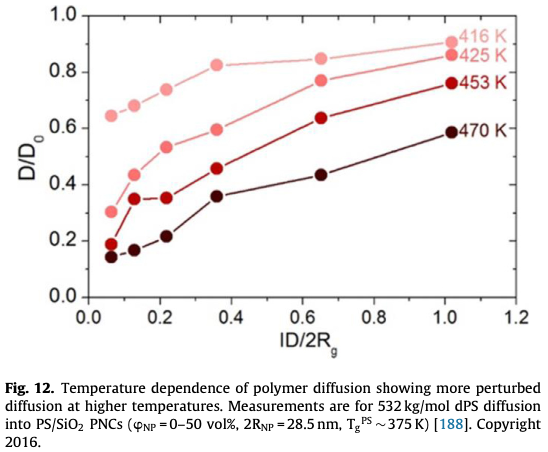 1.0
0.8
0.6
0.4
0.2
0.0
D/D₀
416 K
425 K
453 K
470 K
0.0 0.2 0.4 0.6 0.8 1.0 1.2
ID/2Rg
Fig. 12. Temperature dependence of polymer diffusion showing more perturbed
diffusion at higher temperatures. Measurements are for 532 kg/mol dPS diffusion
into PS/SiO₂ PNCs (φNP = 0–50 vol%, 2RNP = 28.5 nm, TgPS ∼ 375 K) [188]. Copyright
2016.